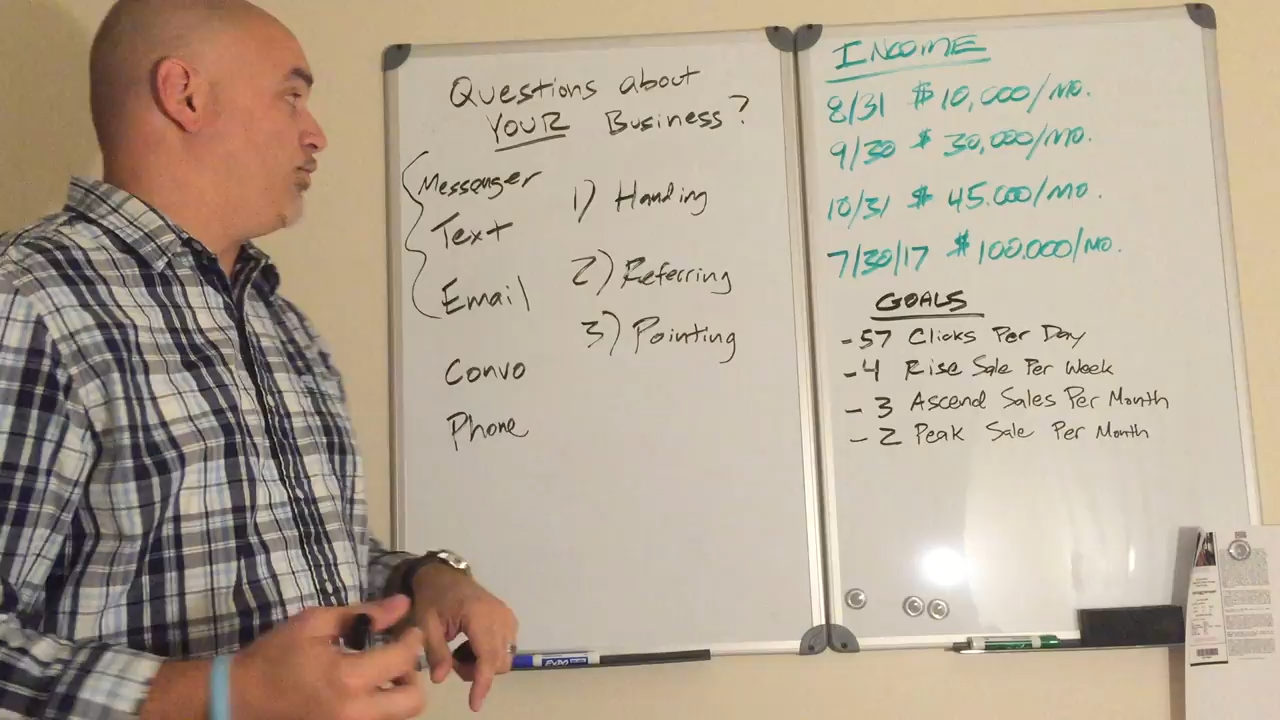 Questions about
YOUR Business?
Messenger
Text
Email
Convo
Phone
1) Handing
2) Referring
3) Pointing
INCOME
8/31 $10,000/MO.
9/30 $30,000/MO.
10/31 $45.000/MO.
7/30/17 $100.000/MO.
GOALS
-57 Clicks Per Day
-4 Rise Sale Per Week
-3 Ascend Sales Per Month
-2 Peak Sale Per Month
EXPO